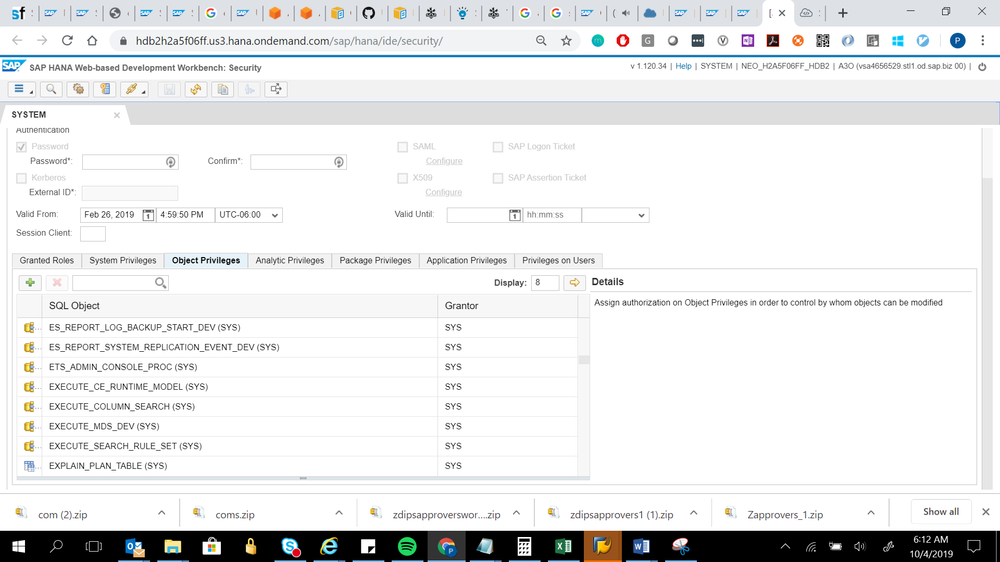 hdb2h2a5f06ff.us3.hana.ondemand.com/sap/hana/ide/security/
SAP SAP HANA Web-based Development Workbench: Security
v 1.120.34 | Help | SYSTEM | NEO_H2A5F06FF_HDB2 | A3O (vsa4656529.stl1.od.sap.biz 00) |
SYSTEM
Authentication
Password
SAML
SAP Logon Ticket
Password*:
Confirm*:
Configure
Kerberos
X509
SAP Assertion Ticket
External ID*:
Configure
Valid From: Feb 26, 2019 4:59:50 PM UTC-06:00
Valid Until: hh:mm:ss
Session Client:
Granted Roles System Privileges Object Privileges Analytic Privileges Package Privileges Application Privileges Privileges on Users
Display: 8
Details
SQL Object Grantor
Assign authorization on Object Privileges in order to control by whom objects can be modified
ES_REPORT_LOG_BACKUP_START_DEV (SYS) SYS
ES_REPORT_SYSTEM_REPLICATION_EVENT_DEV (SYS) SYS
ETS_ADMIN_CONSOLE_PROC (SYS) SYS
EXECUTE_CE_RUNTIME_MODEL (SYS) SYS
EXECUTE_COLUMN_SEARCH (SYS) SYS
EXECUTE_MDS_DEV (SYS) SYS
EXECUTE_SEARCH_RULE_SET (SYS) SYS
EXPLAIN_PLAN_TABLE (SYS) SYS
com (2).zip
coms.zip
zdipsapproverswor....zip
zdipsapprovers1 (1).zip
Zapprovers_1.zip
Show all
6:12 AM
10/4/2019